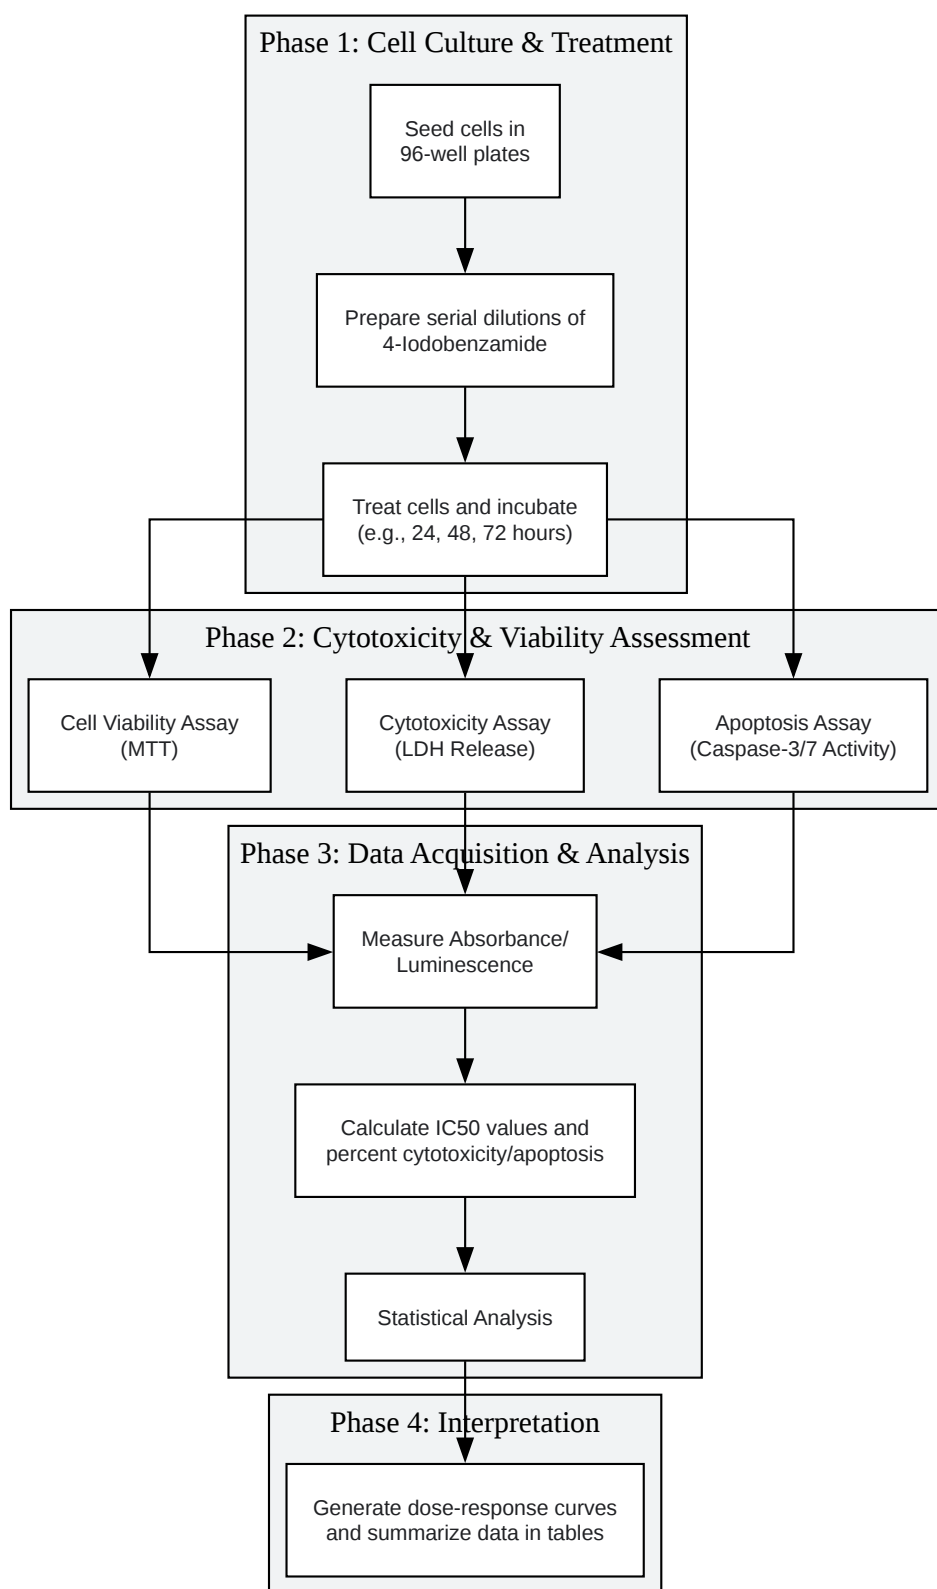 Phase 1: Cell Culture & Treatment
Seed cells in
96-well plates
Prepare serial dilutions of
4-Iodobenzamide
Treat cells and incubate
(e.g., 24, 48, 72 hours)
Phase 2: Cytotoxicity & Viability Assessment
Cell Viability Assay
(MTT)
Cytotoxicity Assay
(LDH Release)
Apoptosis Assay
(Caspase-3/7 Activity)
Phase 3: Data Acquisition & Analysis
Measure Absorbance/
Luminescence
Calculate IC50 values and
percent cytotoxicity/apoptosis
Statistical Analysis
Phase 4: Interpretation
Generate dose-response curves
and summarize data in tables